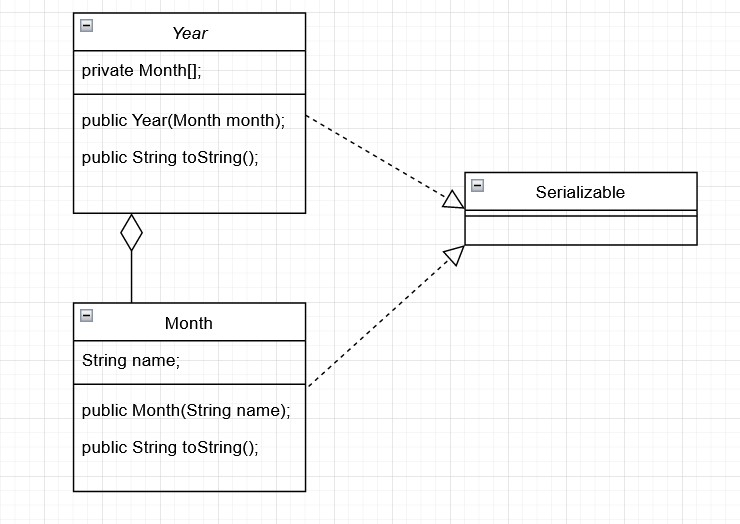 Year
private Month[];
public Year(Month month);
public String toString();
Serializable
Month
String name;
public Month(String name);
public String toString();